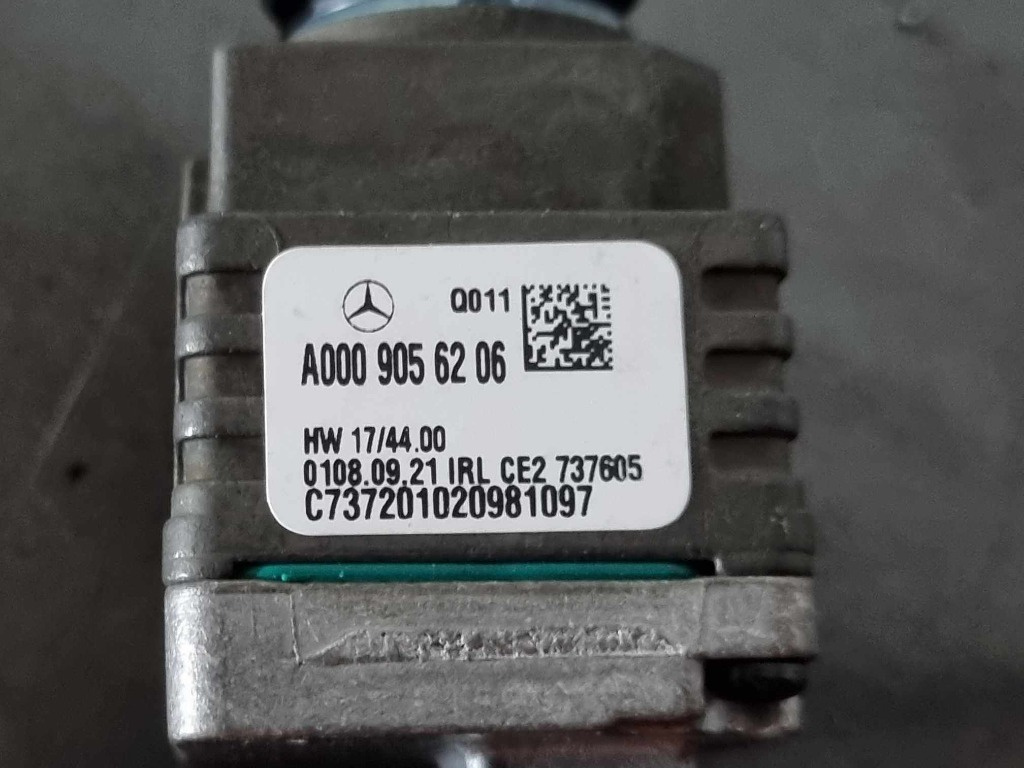 Q011
A000 905 62 06
HW 17/44.00
0108.09.21 IRL CE2 737605
C737201020981097